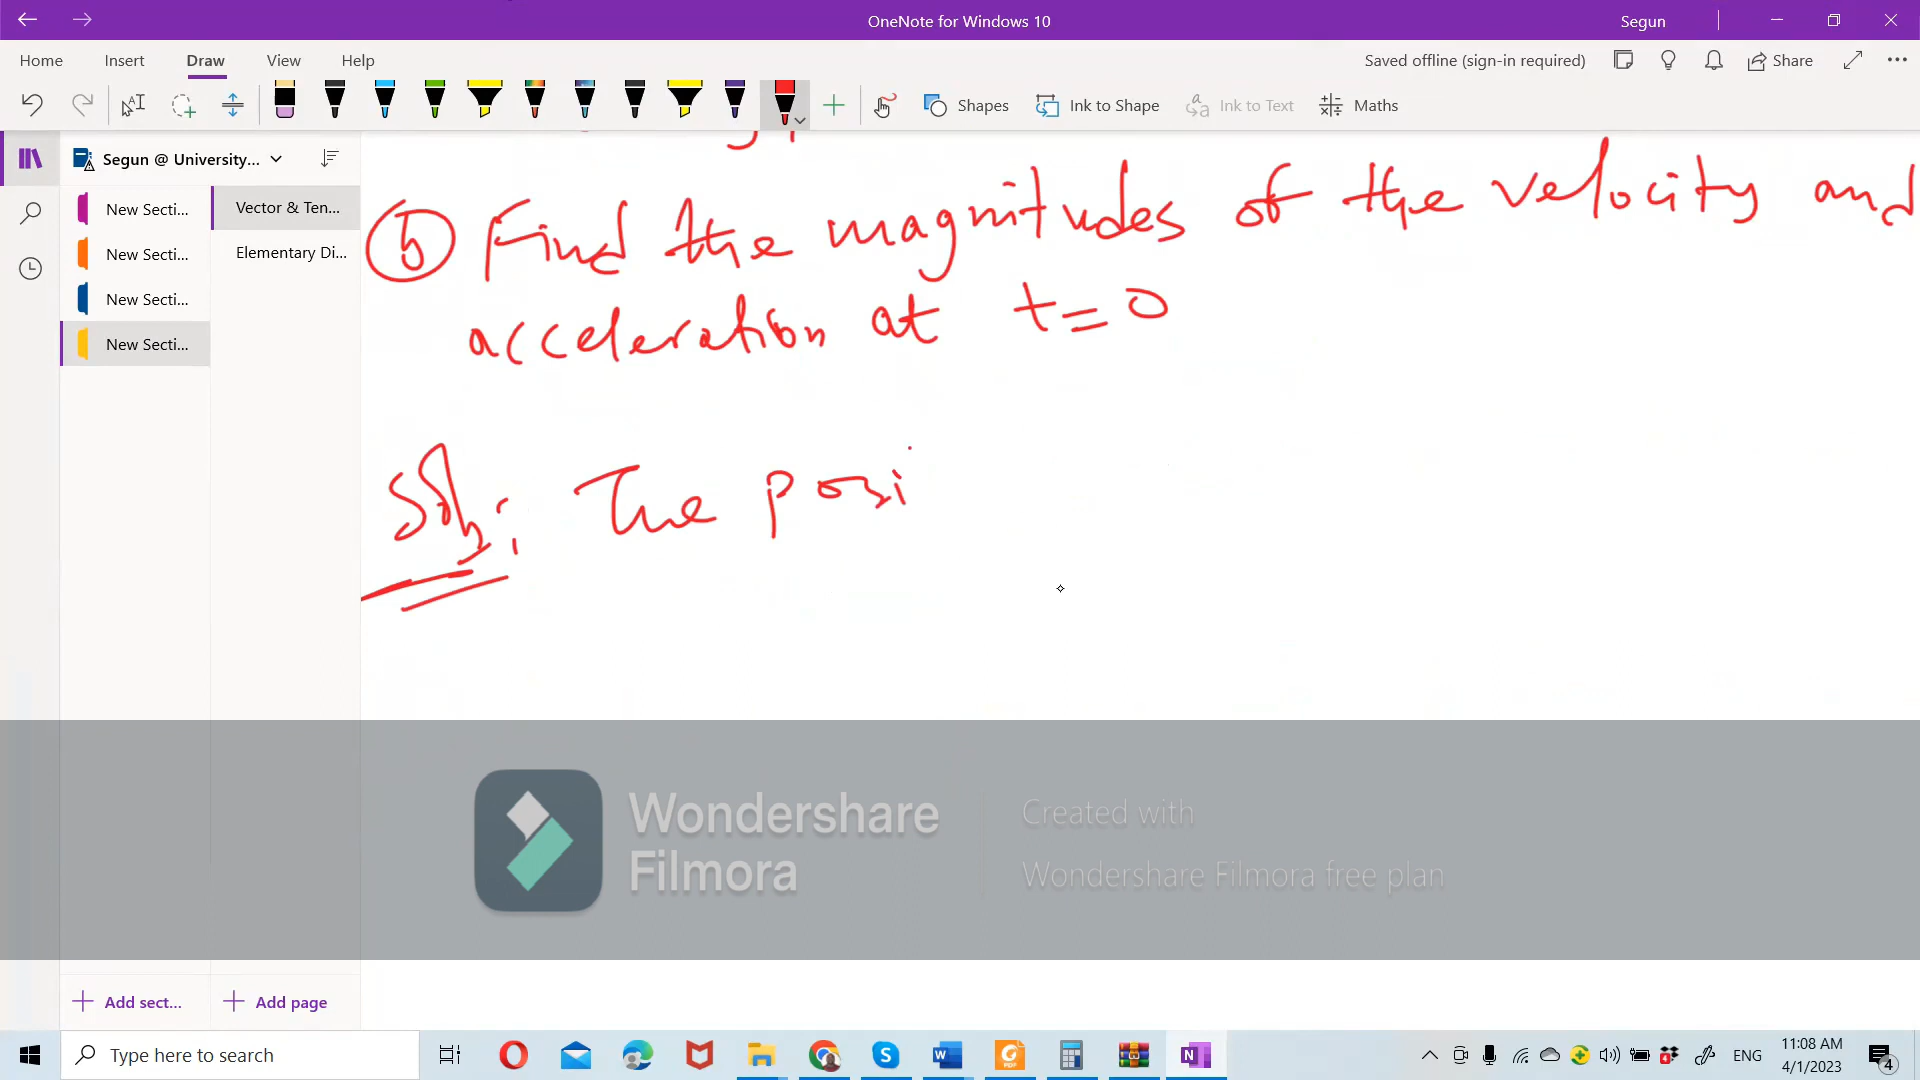 OneNote for Windows 10
Segun
Home Insert Draw View Help
Saved offline (sign-in required)
Share
Shapes
Ink to Shape
Ink to Text
Maths
Segun @ University...
New Secti...
New Secti...
New Secti...
New Secti...
Vector & Ten...
Elementary Di...
(b) Find the magnitudes of the velocity and
acceleration at t = 0
Soln: The posi
Wondershare
Filmora
Created with
Wondershare Filmora free plan
Add sect...
Add page
Type here to search
ENG
11:08 AM
4/1/2023
4